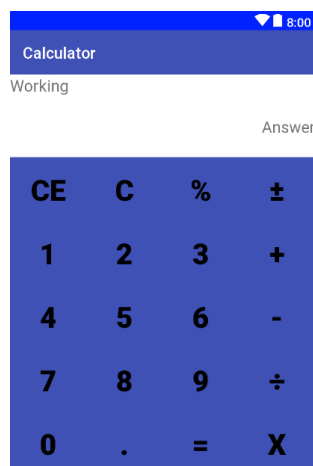 8:00
Calculator
Working
Answer
CE C % ±
1 2 3 +
4 5 6 -
7 8 9 ÷
0 . = X